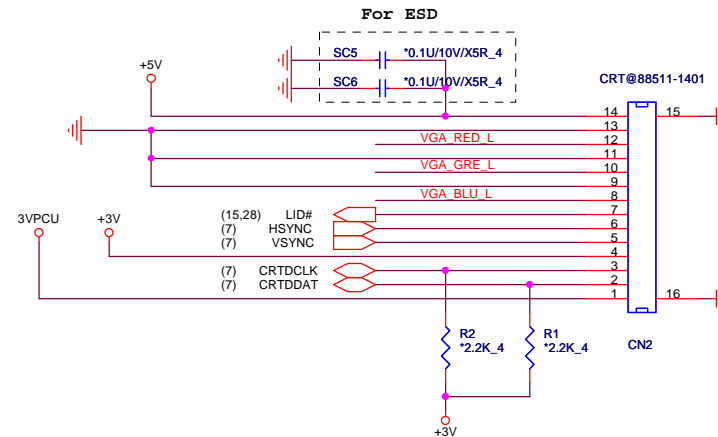 For ESD
SC5 *0.1U/10V/X5R_4
+5V
SC6 *0.1U/10V/X5R_4
CRT@88511-1401
14 15
13
VGA_RED_L 12
11
VGA_GRE_L 10
9
VGA_BLU_L 8
(15,28) LID# 7
3VPCU +3V
(7) HSYNC 6
(7) VSYNC 5
4
(7) CRTDCLK 3
(7) CRTDDAT 2
1 16
R2 R1
*2.2K_4 *2.2K_4
CN2
+3V